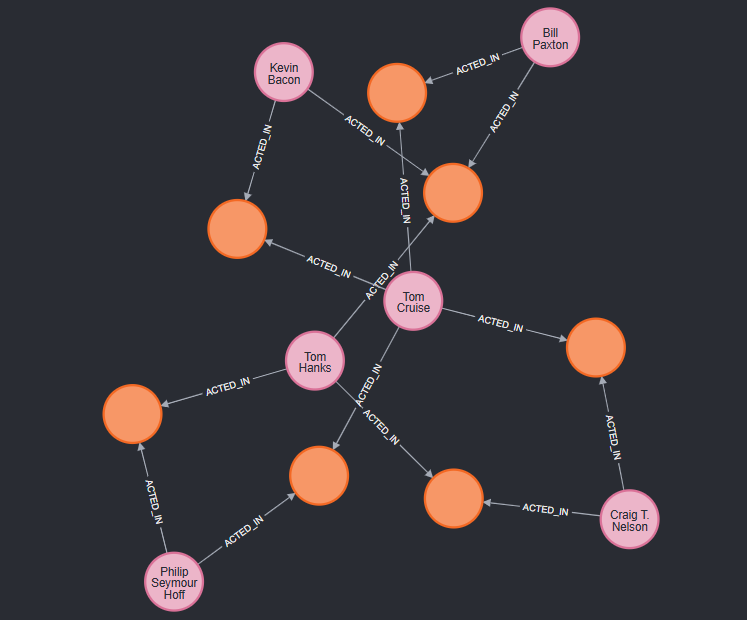 Bill
Paxton
ACTED_IN
Kevin
Bacon
ACTED_IN
ACTED_IN
ACTED_IN
ACTED_IN
ACTED_IN
ACTED_IN
Tom
Cruise
ACTED_IN
ACTED_IN
Tom
Hanks
ACTED_IN
ACTED_IN
ACTED_IN
ACTED_IN
ACTED_IN
ACTED_IN
Craig T.
Nelson
ACTED_IN
Philip
Seymour
Hoff